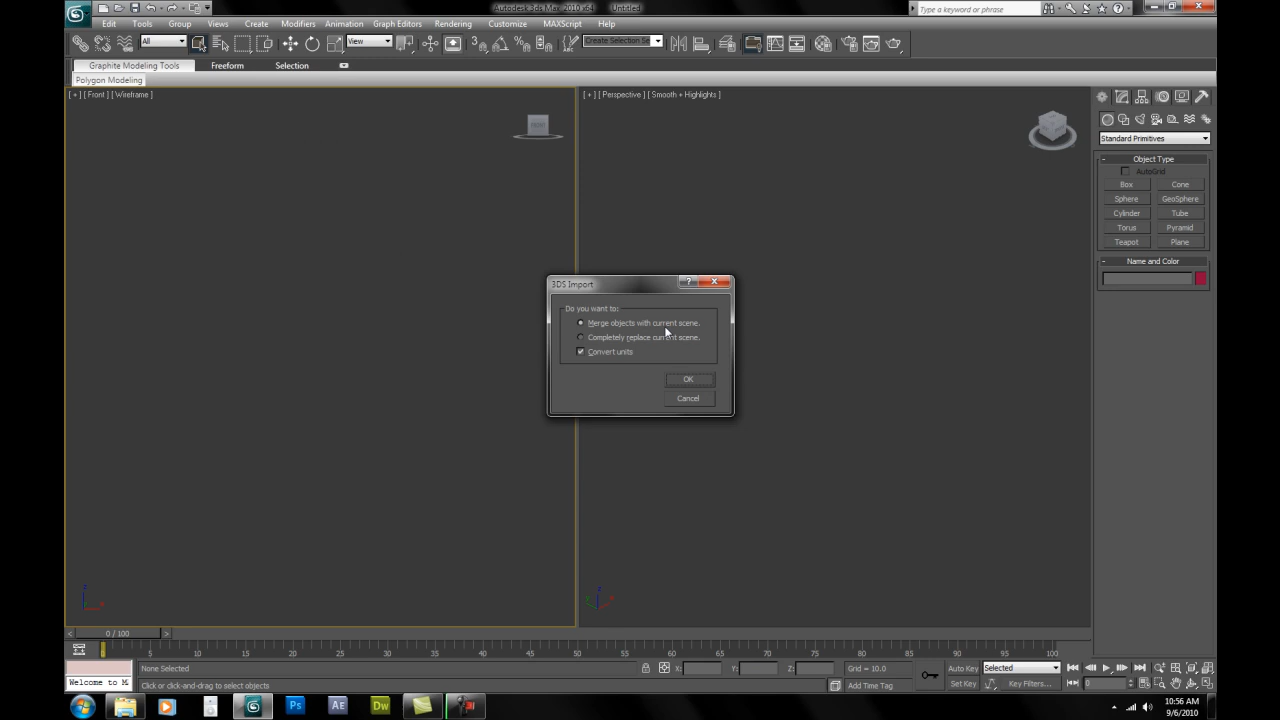 Autodesk 3ds Max 2010 x64 Untitled
Type a keyword or phrase
Edit Tools Group Views Create Modifiers Animation Graph Editors Rendering Customize MAXScript Help
All View Create Selection Se
Graphite Modeling Tools Freeform Selection
Polygon Modeling
[ + ] [ Front ] [ Wireframe ]
FRONT
[ + ] [ Perspective ] [ Smooth + Highlights ]
Standard Primitives
- Object Type
AutoGrid
Box Cone
Sphere GeoSphere
Cylinder Tube
Torus Pyramid
Teapot Plane
- Name and Color
3DS Import
Do you want to:
Merge objects with current scene.
Completely replace current scene.
Convert units
OK
Cancel
< 0 / 100 >
0 5 10 15 20 25 30 35 40 45 50 55 60 65 70 75 80 85 90 95 100
None Selected X: Y: Z: Grid = 10.0 Auto Key Selected
Welcome to M Click or click-and-drag to select objects Add Time Tag Set Key Key Filters... 0
Ps Ae Dw
10:56 AM
9/6/2010